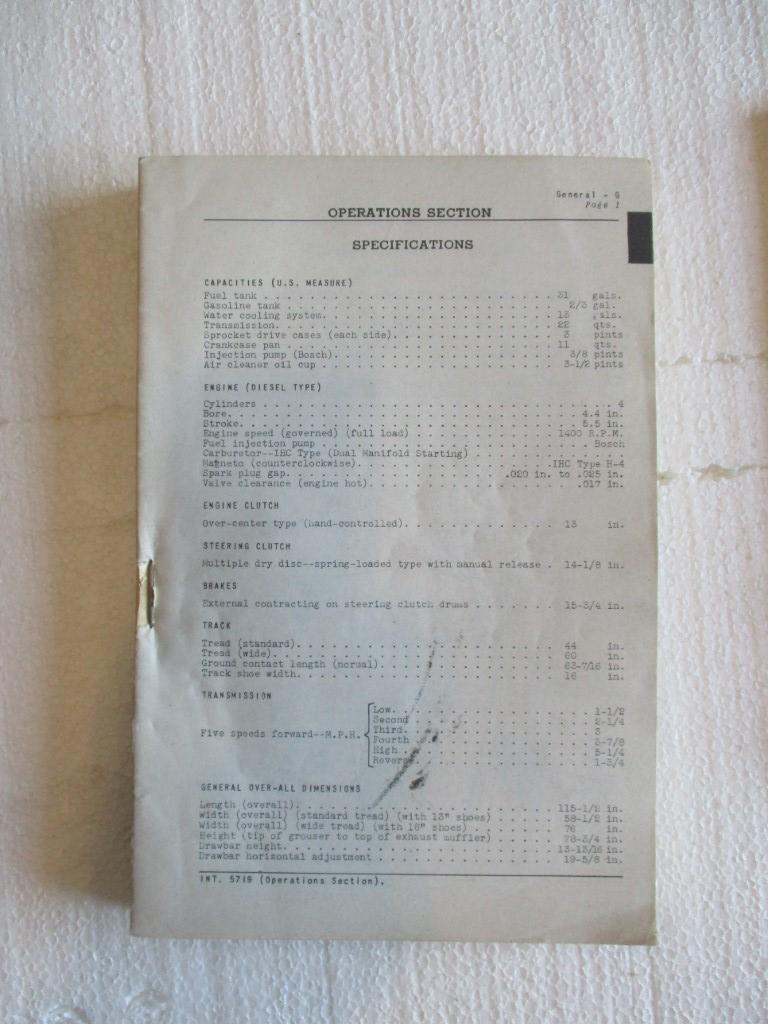 General - G
Page 1
OPERATIONS SECTION
SPECIFICATIONS
CAPACITIES (U.S. MEASURE)
Fuel tank . . . . . . . . . . 31 gals.
Gasoline tank . . . . . . . . . . 2/3 gal.
Water cooling system. . . . . . . . . . 13
Transmission. . . . . . . . . . 22 qts.
Sprocket drive cases (each side). . . . . . . . . . 3 pints
Crankcase pan . . . . . . . . . . 11 qts.
Injection pump (Bosch). . . . . . . . . . 3/8 pints
Air cleaner oil cup . . . . . . . . . . 3-1/2 pints
ENGINE (DIESEL TYPE)
Cylinders . . . . . . . . . . 4
Bore. . . . . . . . . . 4.4 in.
Stroke. . . . . . . . . . 5.5 in.
Engine speed (governed) (full load) . . . . . . . . . . 1400 R.P.M.
Fuel injection pump . . . . . . . . . . Bosch
Carburetor--IHC Type (Dual Manifold Starting) . . . . . . . . . .
Magneto (counterclockwise). . . . . . . . . . IHC Type H-4
Spark plug gap. . . . . . . . . . .020 in. to .025 in.
Valve clearance (engine hot). . . . . . . . . . .017 in.
ENGINE CLUTCH
Over-center type (hand-controlled). . . . . . . . . . 13 in.
STEERING CLUTCH
Multiple dry disc--spring-loaded type with manual release . 14-1/8 in.
BRAKES
External contracting on steering clutch drums . . . . . . . 15-3/4 in.
TRACK
Tread (standard). . . . . . . . . . 44 in.
Tread (wide). . . . . . . . . . 60 in.
Ground contact length (normal). . . . . . . . . . 63-7/16 in.
Track shoe width. . . . . . . . . . 16 in.
TRANSMISSION
Five speeds forward--M.P.H.
Low. . . . . . . . . . 1-1/2
Second . . . . . . . . . . 2-1/4
Third. . . . . . . . . . 3
Fourth . . . . . . . . . . 3-7/8
High . . . . . . . . . . 5-1/4
Reverse. . . . . . . . . . 1-3/4
GENERAL OVER-ALL DIMENSIONS
Length (overall). . . . . . . . . . 115-1/2 in.
Width (overall) (standard tread) (with 13" shoes) . . . . . 58-1/2 in.
Width (overall) (wide tread) (with 16" shoes) . . . . . . . 76 in.
Height (tip of grouser to top of exhaust muffler) . . . . . 78-3/4 in.
Drawbar height. . . . . . . . . . 13-13/16 in.
Drawbar horizontal adjustment . . . . . . . . . . 19-5/8 in.
INT. 5719 (Operations Section).